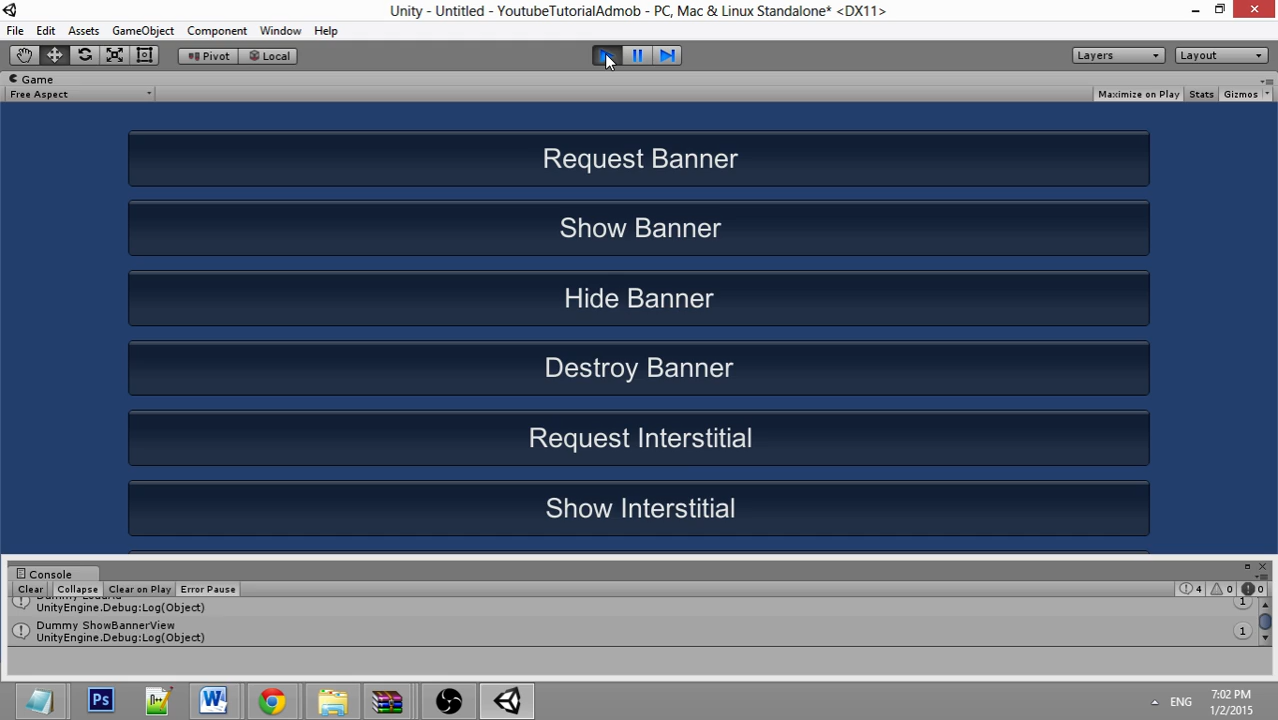 Unity - Untitled - YoutubeTutorialAdmob - PC, Mac & Linux Standalone* <DX11>
File Edit Assets GameObject Component Window Help
Pivot Local Layers Layout
Game
Free Aspect Maximize on Play Stats Gizmos
Request Banner
Show Banner
Hide Banner
Destroy Banner
Request Interstitial
Show Interstitial
Console
Clear Collapse Clear on Play Error Pause 4 0 0
UnityEngine.Debug:Log(Object) 1
Dummy ShowBannerView
UnityEngine.Debug:Log(Object) 1
Ps n++ W ENG 7:02 PM
1/2/2015